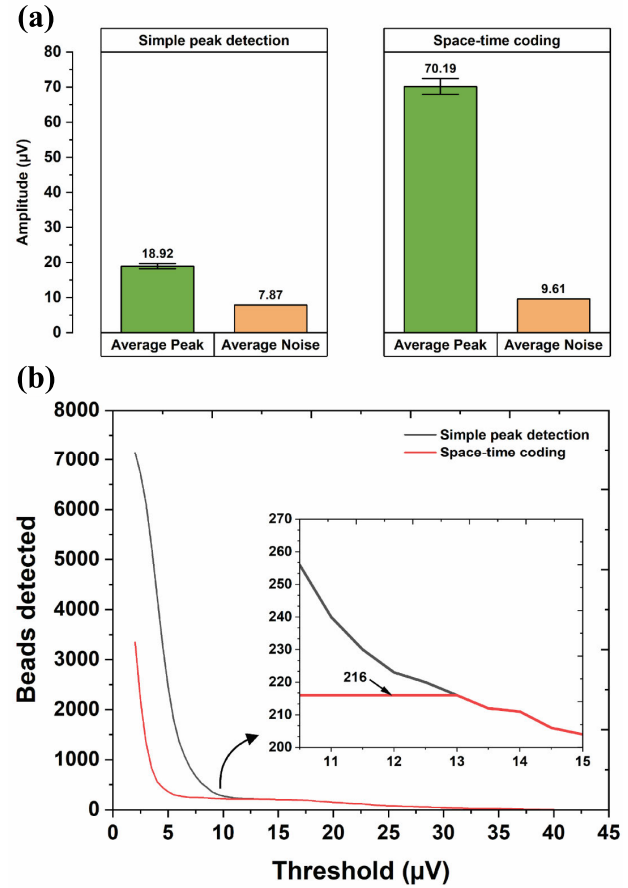 (a)
Simple peak detection
Space-time coding
Amplitude (µV)
80
70
60
50
40
30
20
10
0
18.92
7.87
70.19
9.61
Average Peak
Average Noise
Average Peak
Average Noise
(b)
Beads detected
8000
7000
6000
5000
4000
3000
2000
1000
0
Simple peak detection
Space-time coding
270
260
250
240
230
220
210
200
216
11 12 13 14 15
0 5 10 15 20 25 30 35 40 45
Threshold (µV)